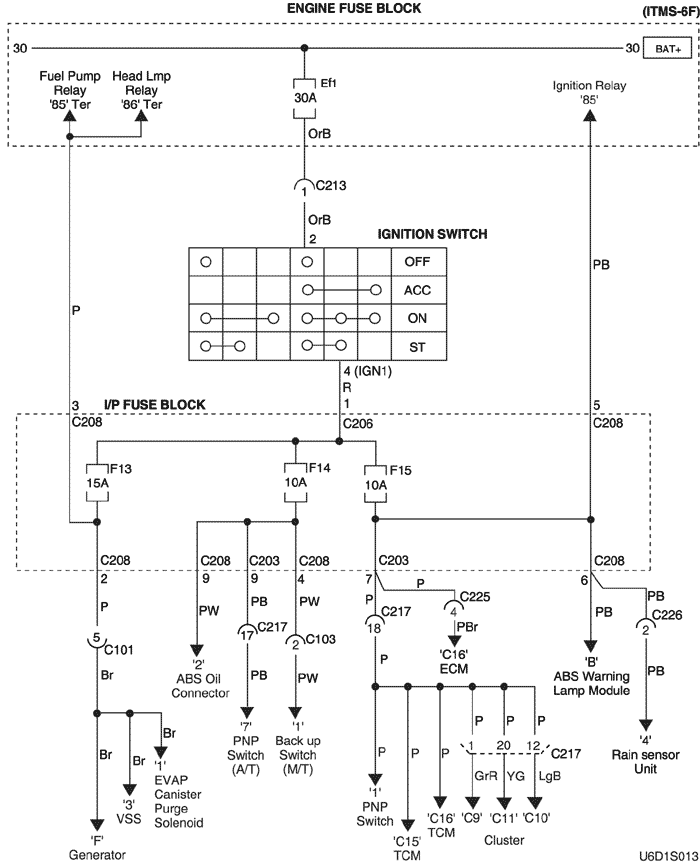 ENGINE FUSE BLOCK
(ITMS-6F)
30
30
BAT+
Fuel Pump
Relay
'85' Ter
Head Lmp
Relay
'86' Ter
Ef1
30A
Ignition Relay
'85'
OrB
1
C213
OrB
2
IGNITION SWITCH
OFF
ACC
ON
ST
PB
P
4 (IGN1)
R
3
I/P FUSE BLOCK
1
5
C208
C206
C208
F13
15A
F14
10A
F15
10A
C208
C208
C203
C208
C203
C208
2
9
9
4
7
6
P
PW
PB
PW
P
P
C225
4
PBr
'C16'
ECM
PB
PB
C226
2
5
C101
17
C217
2
C103
18
C217
Br
'2'
ABS Oil
Connector
PB
PW
P
'B'
ABS Warning
Lamp Module
PB
Br
Br
Br
'7'
PNP
Switch
(A/T)
'1'
Back up
Switch
(M/T)
P
P
P
P
P
P
1
20
12
C217
GrR
YG
LgB
'4'
Rain sensor
Unit
'1'
EVAP
Canister
Purge
Solenoid
'3'
VSS
'F'
Generator
'1'
PNP
Switch
'C15'
TCM
'C16'
TCM
'C9'
'C11'
'C10'
Cluster
U6D1S013